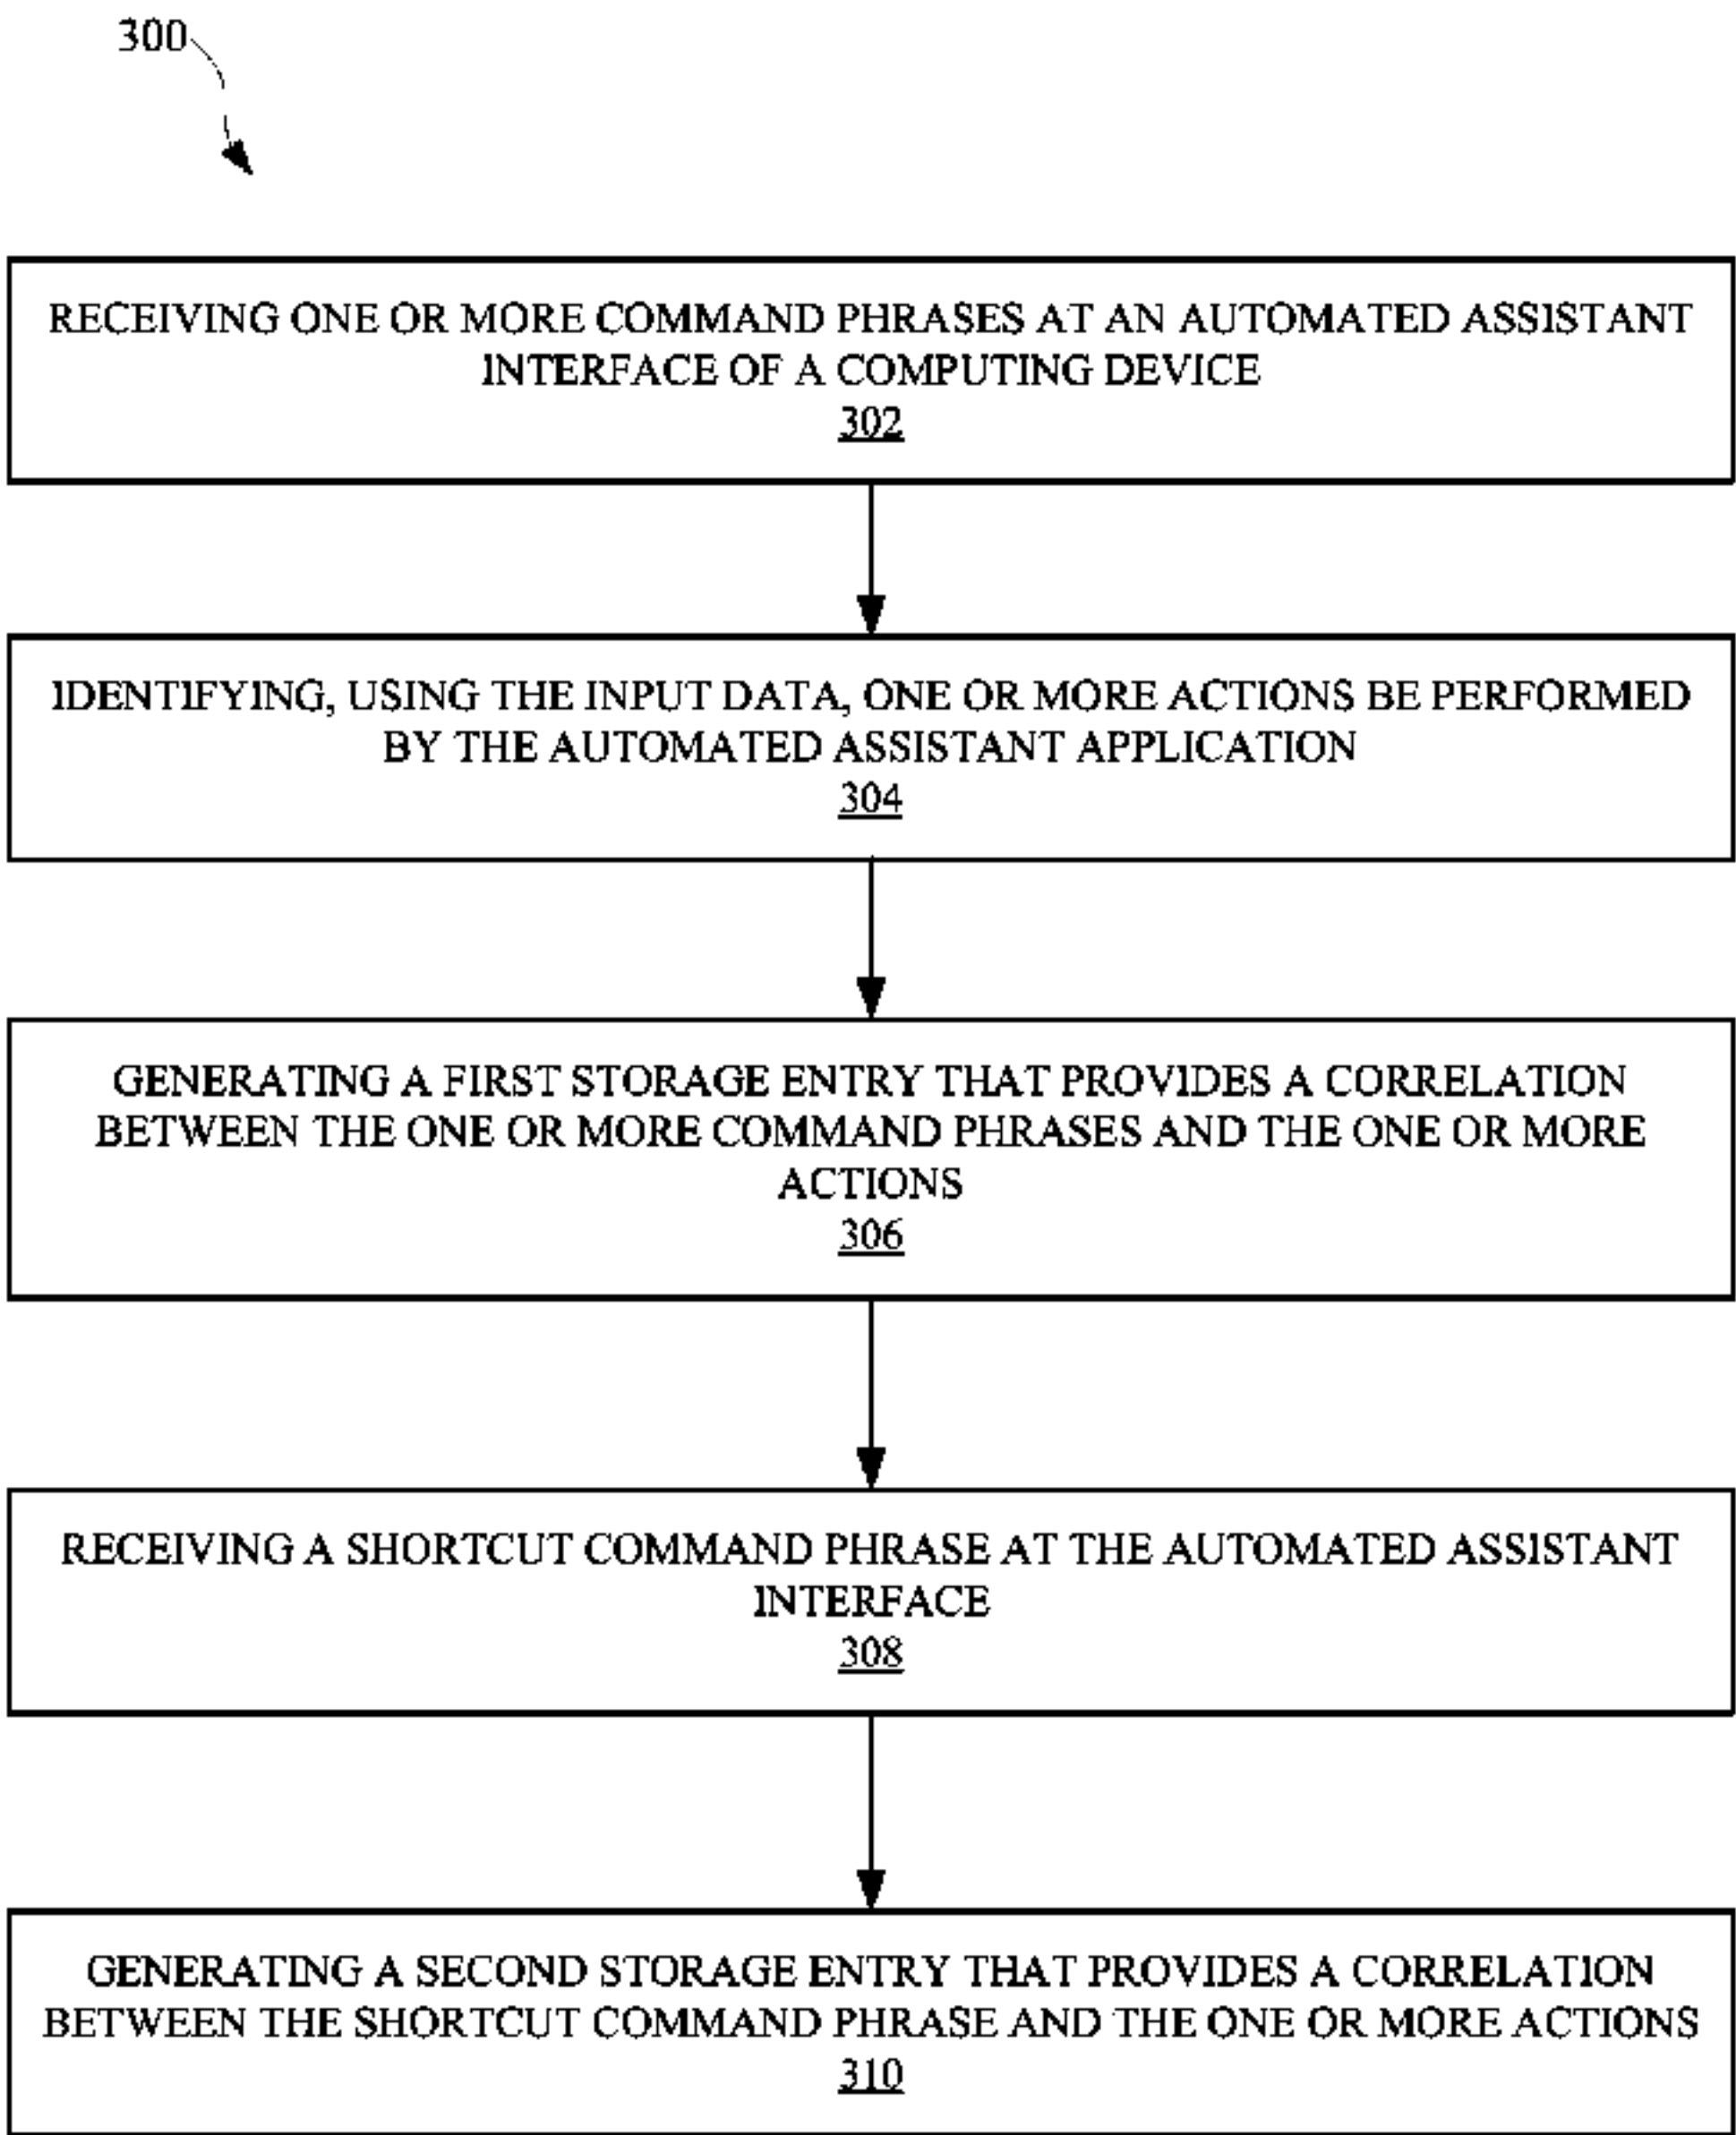 300
RECEIVING ONE OR MORE COMMAND PHRASES AT AN AUTOMATED ASSISTANT
INTERFACE OF A COMPUTING DEVICE
302
IDENTIFYING, USING THE INPUT DATA, ONE OR MORE ACTIONS BE PERFORMED
BY THE AUTOMATED ASSISTANT APPLICATION
304
GENERATING A FIRST STORAGE ENTRY THAT PROVIDES A CORRELATION
BETWEEN THE ONE OR MORE COMMAND PHRASES AND THE ONE OR MORE
ACTIONS
306
RECEIVING A SHORTCUT COMMAND PHRASE AT THE AUTOMATED ASSISTANT
INTERFACE
308
GENERATING A SECOND STORAGE ENTRY THAT PROVIDES A CORRELATION
BETWEEN THE SHORTCUT COMMAND PHRASE AND THE ONE OR MORE ACTIONS
310